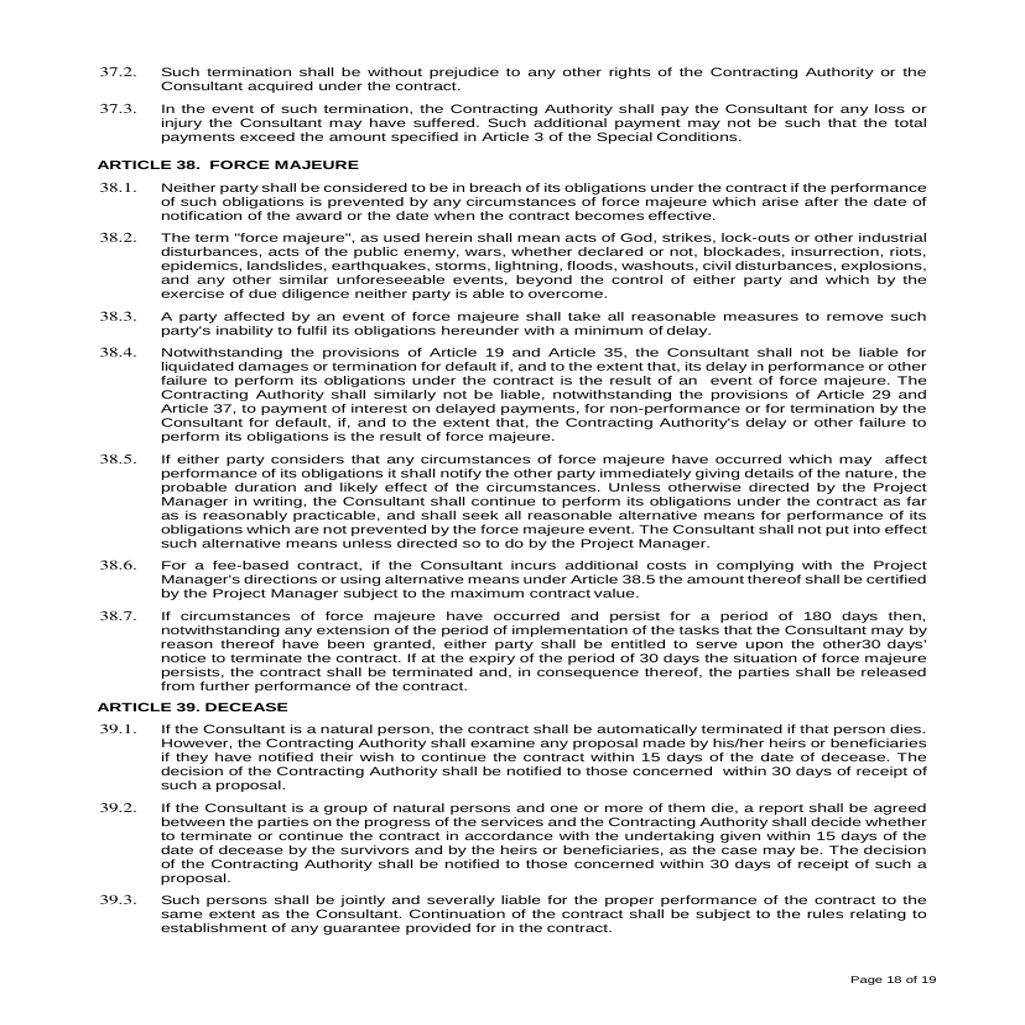 37.2. Such termination shall be without prejudice to any other rights of the Contracting Authority or the
Consultant acquired under the contract.
37.3. In the event of such termination, the Contracting Authority shall pay the Consultant for any loss or
injury the Consultant may have suffered. Such additional payment may not be such that the total
payments exceed the amount specified in Article 3 of the Special Conditions.
ARTICLE 38. FORCE MAJEURE
38.1. Neither party shall be considered to be in breach of its obligations under the contract if the performance
of such obligations is prevented by any circumstances of force majeure which arise after the date of
notification of the award or the date when the contract becomes effective.
38.2. The term "force majeure", as used herein shall mean acts of God, strikes, lock-outs or other industrial
disturbances, acts of the public enemy, wars, whether declared or not, blockades, insurrection, riots,
epidemics, landslides, earthquakes, storms, lightning, floods, washouts, civil disturbances, explosions,
and any other similar unforeseeable events, beyond the control of either party and which by the
exercise of due diligence neither party is able to overcome.
38.3. A party affected by an event of force majeure shall take all reasonable measures to remove such
party's inability to fulfil its obligations hereunder with a minimum of delay.
38.4. Notwithstanding the provisions of Article 19 and Article 35, the Consultant shall not be liable for
liquidated damages or termination for default if, and to the extent that, its delay in performance or other
failure to perform its obligations under the contract is the result of an event of force majeure. The
Contracting Authority shall similarly not be liable, notwithstanding the provisions of Article 29 and
Article 37, to payment of interest on delayed payments, for non-performance or for termination by the
Consultant for default, if, and to the extent that, the Contracting Authority's delay or other failure to
perform its obligations is the result of force majeure.
38.5. If either party considers that any circumstances of force majeure have occurred which may affect
performance of its obligations it shall notify the other party immediately giving details of the nature, the
probable duration and likely effect of the circumstances. Unless otherwise directed by the Project
Manager in writing, the Consultant shall continue to perform its obligations under the contract as far
as is reasonably practicable, and shall seek all reasonable alternative means for performance of its
obligations which are not prevented by the force majeure event. The Consultant shall not put into effect
such alternative means unless directed so to do by the Project Manager.
38.6. For a fee-based contract, if the Consultant incurs additional costs in complying with the Project
Manager's directions or using alternative means under Article 38.5 the amount thereof shall be certified
by the Project Manager subject to the maximum contract value.
38.7. If circumstances of force majeure have occurred and persist for a period of 180 days then,
notwithstanding any extension of the period of implementation of the tasks that the Consultant may by
reason thereof have been granted, either party shall be entitled to serve upon the other30 days'
notice to terminate the contract. If at the expiry of the period of 30 days the situation of force majeure
persists, the contract shall be terminated and, in consequence thereof, the parties shall be released
from further performance of the contract.
ARTICLE 39. DECEASE
39.1. If the Consultant is a natural person, the contract shall be automatically terminated if that person dies.
However, the Contracting Authority shall examine any proposal made by his/her heirs or beneficiaries
if they have notified their wish to continue the contract within 15 days of the date of decease. The
decision of the Contracting Authority shall be notified to those concerned within 30 days of receipt of
such a proposal.
39.2. If the Consultant is a group of natural persons and one or more of them die, a report shall be agreed
between the parties on the progress of the services and the Contracting Authority shall decide whether
to terminate or continue the contract in accordance with the undertaking given within 15 days of the
date of decease by the survivors and by the heirs or beneficiaries, as the case may be. The decision
of the Contracting Authority shall be notified to those concerned within 30 days of receipt of such a
proposal.
39.3. Such persons shall be jointly and severally liable for the proper performance of the contract to the
same extent as the Consultant. Continuation of the contract shall be subject to the rules relating to
establishment of any guarantee provided for in the contract.
Page 18 of 19